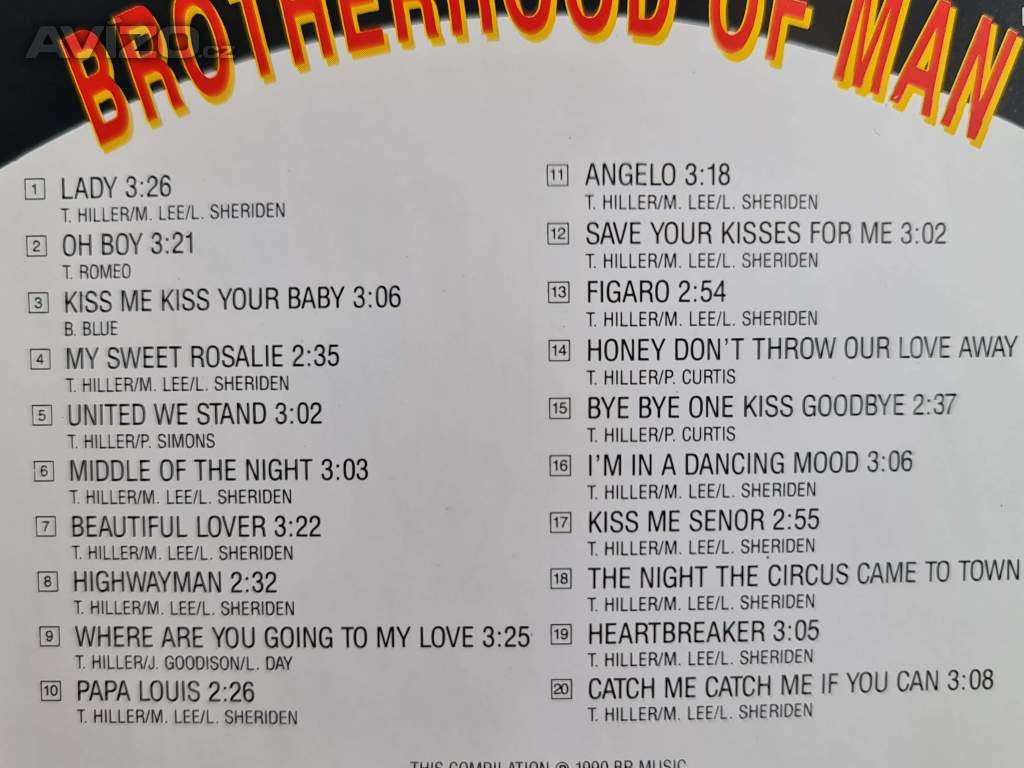 AVIZO.cz
BROTHERHOOD OF MAN
1 LADY 3:26
T. HILLER/M. LEE/L. SHERIDEN
2 OH BOY 3:21
T. ROMEO
3 KISS ME KISS YOUR BABY 3:06
B. BLUE
4 MY SWEET ROSALIE 2:35
T. HILLER/M. LEE/L. SHERIDEN
5 UNITED WE STAND 3:02
T. HILLER/P. SIMONS
6 MIDDLE OF THE NIGHT 3:03
T. HILLER/M. LEE/L. SHERIDEN
7 BEAUTIFUL LOVER 3:22
T. HILLER/M. LEE/L. SHERIDEN
8 HIGHWAYMAN 2:32
T. HILLER/M. LEE/L. SHERIDEN
9 WHERE ARE YOU GOING TO MY LOVE 3:25
T. HILLER/J. GOODISON/L. DAY
10 PAPA LOUIS 2:26
T. HILLER/M. LEE/L. SHERIDEN
11 ANGELO 3:18
T. HILLER/M. LEE/L. SHERIDEN
12 SAVE YOUR KISSES FOR ME 3:02
T. HILLER/M. LEE/L. SHERIDEN
13 FIGARO 2:54
T. HILLER/M. LEE/L. SHERIDEN
14 HONEY DON'T THROW OUR LOVE AWAY
T. HILLER/P. CURTIS
15 BYE BYE ONE KISS GOODBYE 2:37
T. HILLER/P. CURTIS
16 I'M IN A DANCING MOOD 3:06
T. HILLER/M. LEE/L. SHERIDEN
17 KISS ME SENOR 2:55
T. HILLER/M. LEE/L. SHERIDEN
18 THE NIGHT THE CIRCUS CAME TO TOWN
T. HILLER/M. LEE/L. SHERIDEN
19 HEARTBREAKER 3:05
T. HILLER/M. LEE/L. SHERIDEN
20 CATCH ME CATCH ME IF YOU CAN 3:08
T. HILLER/M. LEE/L. SHERIDEN
THIS COMPILATION ℗ 1990 BR MUSIC